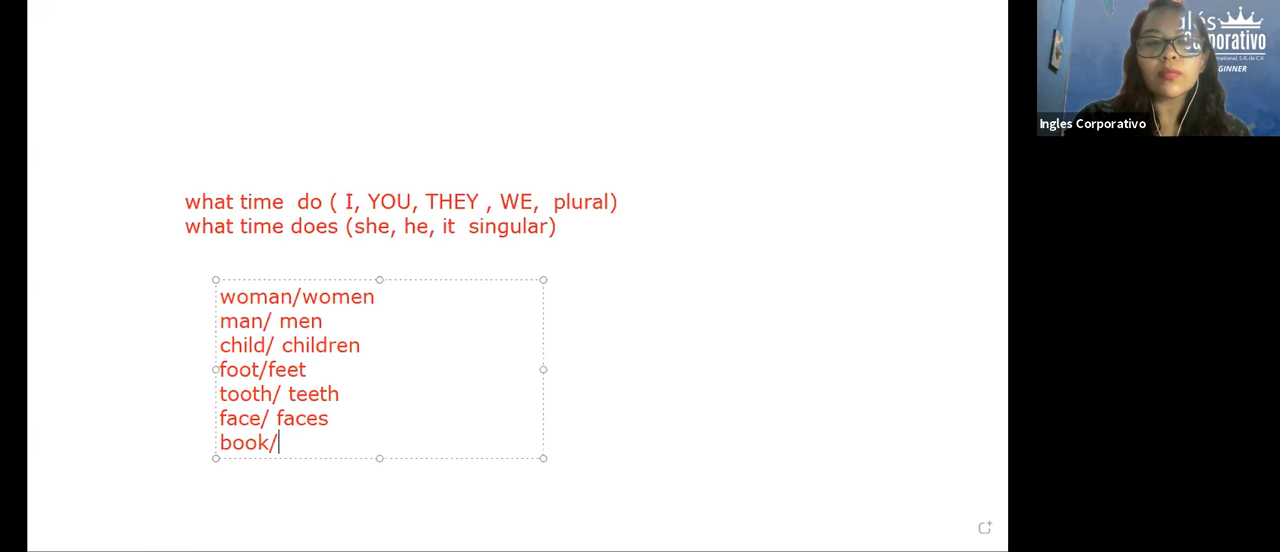 what time do ( I, YOU, THEY , WE, plural)
what time does (she, he, it singular)
woman/women
man/ men
child/ children
foot/feet
tooth/ teeth
face/ faces
book/
GINNER
Ingles Corporativo